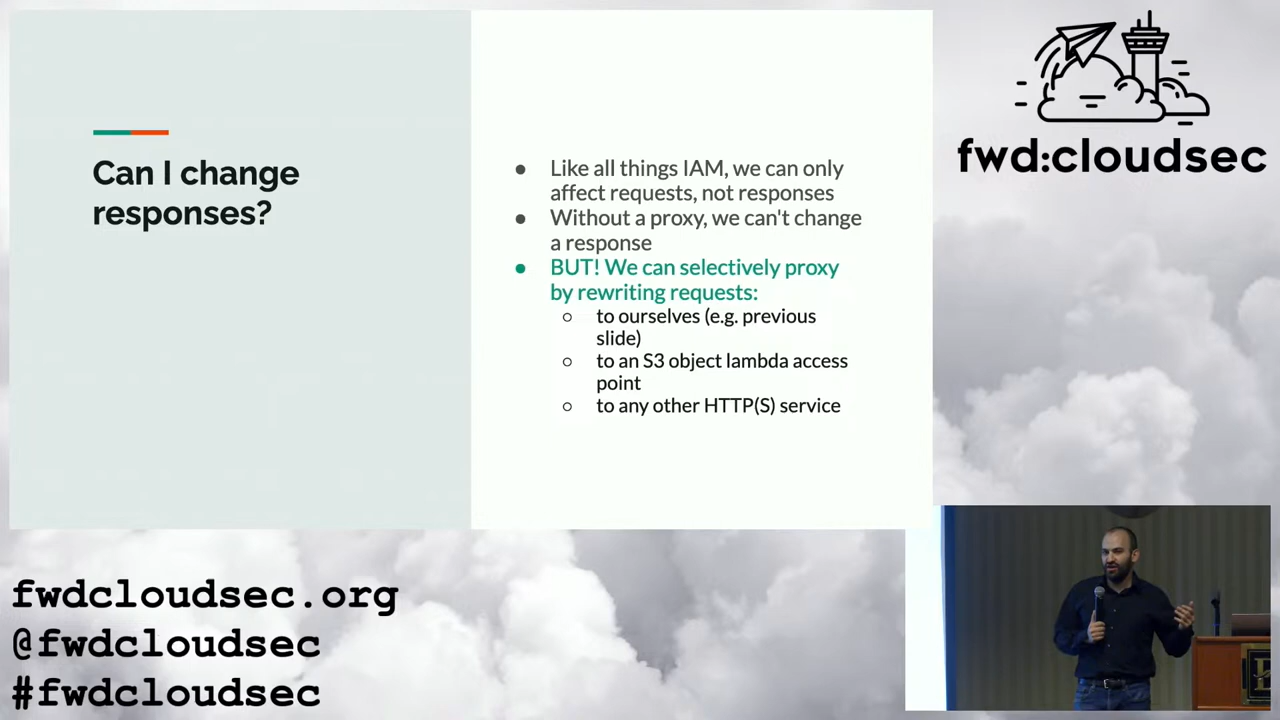 Can I change
responses?
● Like all things IAM, we can only
affect requests, not responses
● Without a proxy, we can't change
a response
● BUT! We can selectively proxy
by rewriting requests:
○ to ourselves (e.g. previous
slide)
○ to an S3 object lambda access
point
○ to any other HTTP(S) service
fwd:cloudsec
fwdcloudsec.org
@fwdcloudsec
#fwdcloudsec